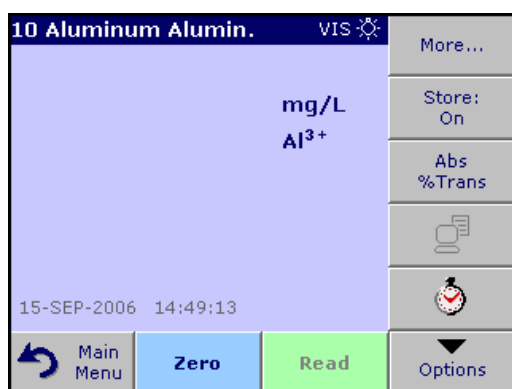 10 Aluminum Alumin. VIS
More...
Store:
On
mg/L
Al³⁺
Abs
%Trans
15-SEP-2006 14:49:13
Main
Menu
Zero
Read
Options